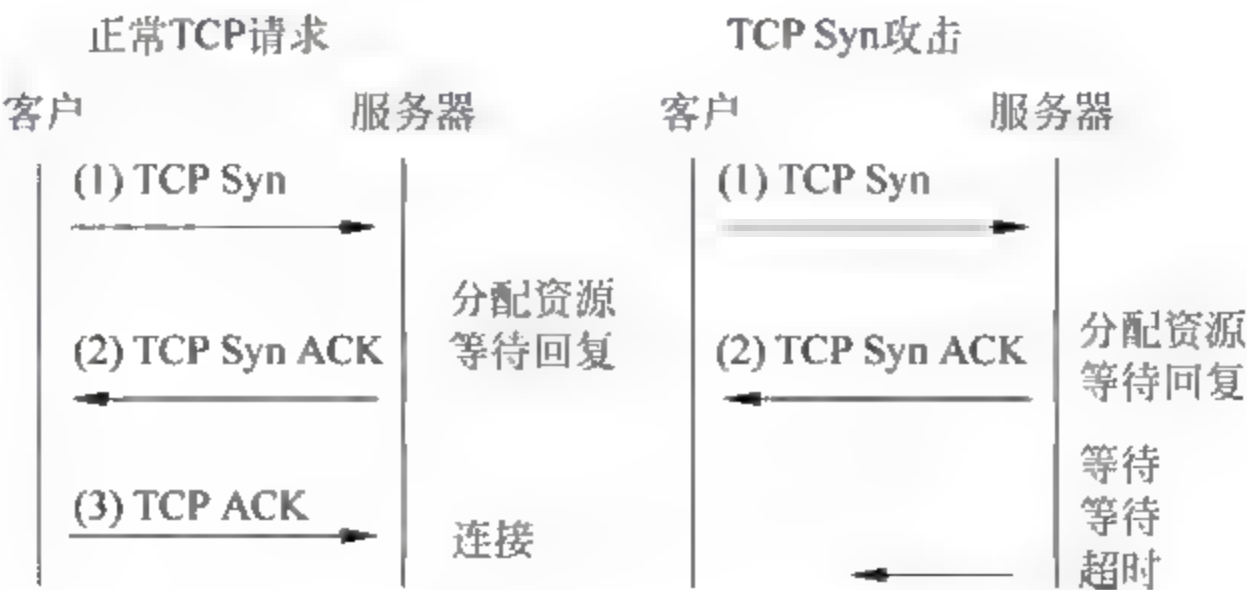 正常TCP请求
客户
服务器
(1) TCP Syn
分配资源
等待回复
(2) TCP Syn ACK
(3) TCP ACK
连接
TCP Syn攻击
客户
服务器
(1) TCP Syn
(2) TCP Syn ACK
分配资源
等待回复
等待
等待
超时